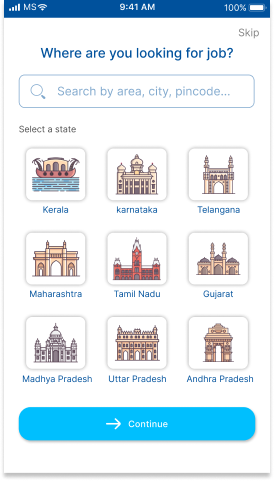 MS 9:41 AM 100%
Skip
Where are you looking for job?
Search by area, city, pincode...
Select a state
Kerala karnataka Telangana
Maharashtra Tamil Nadu Gujarat
Madhya Pradesh Uttar Pradesh Andhra Pradesh
Continue